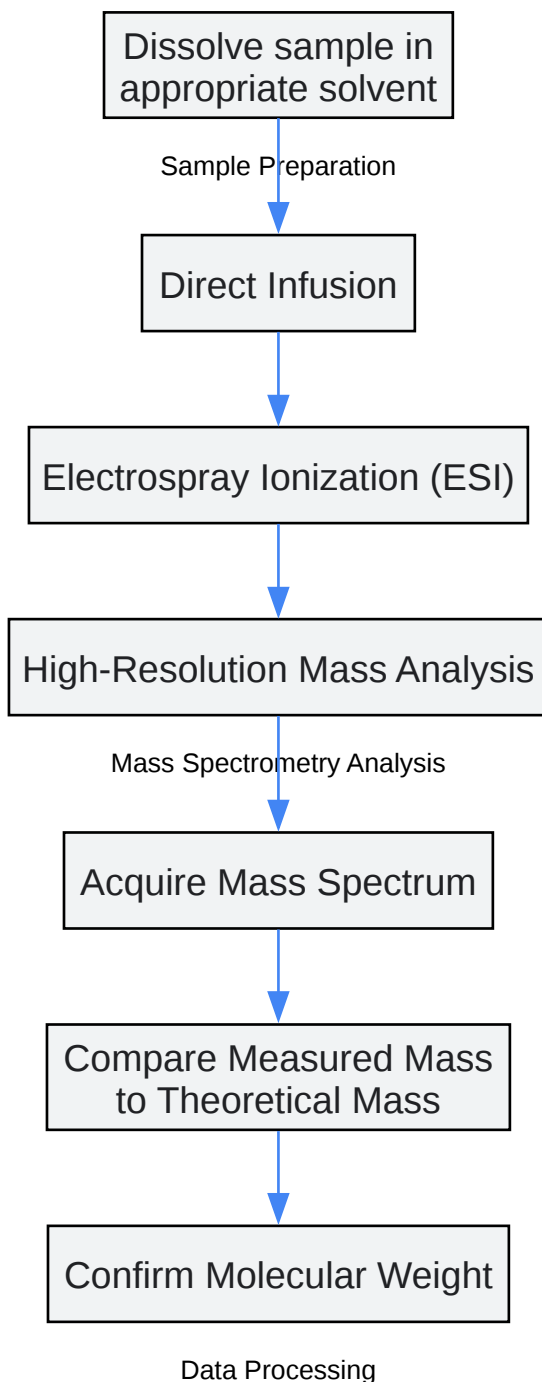 Dissolve sample in
appropriate solvent
Sample Preparation
Direct Infusion
Electrospray Ionization (ESI)
High-Resolution Mass Analysis
Mass Spectrometry Analysis
Acquire Mass Spectrum
Compare Measured Mass
to Theoretical Mass
Confirm Molecular Weight
Data Processing